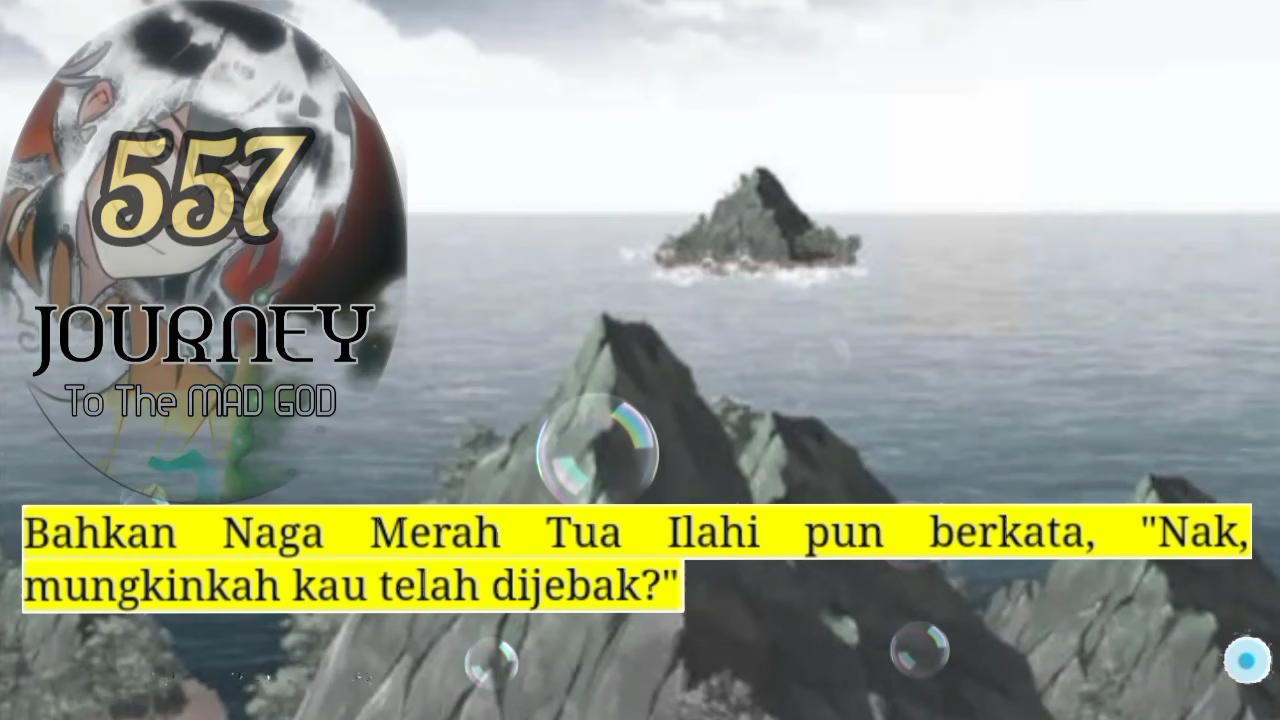 557
JOURNEY
To The MAD GOD
Bahkan Naga Merah Tua Ilahi pun berkata, "Nak,
mungkinkah kau telah dijebak?"